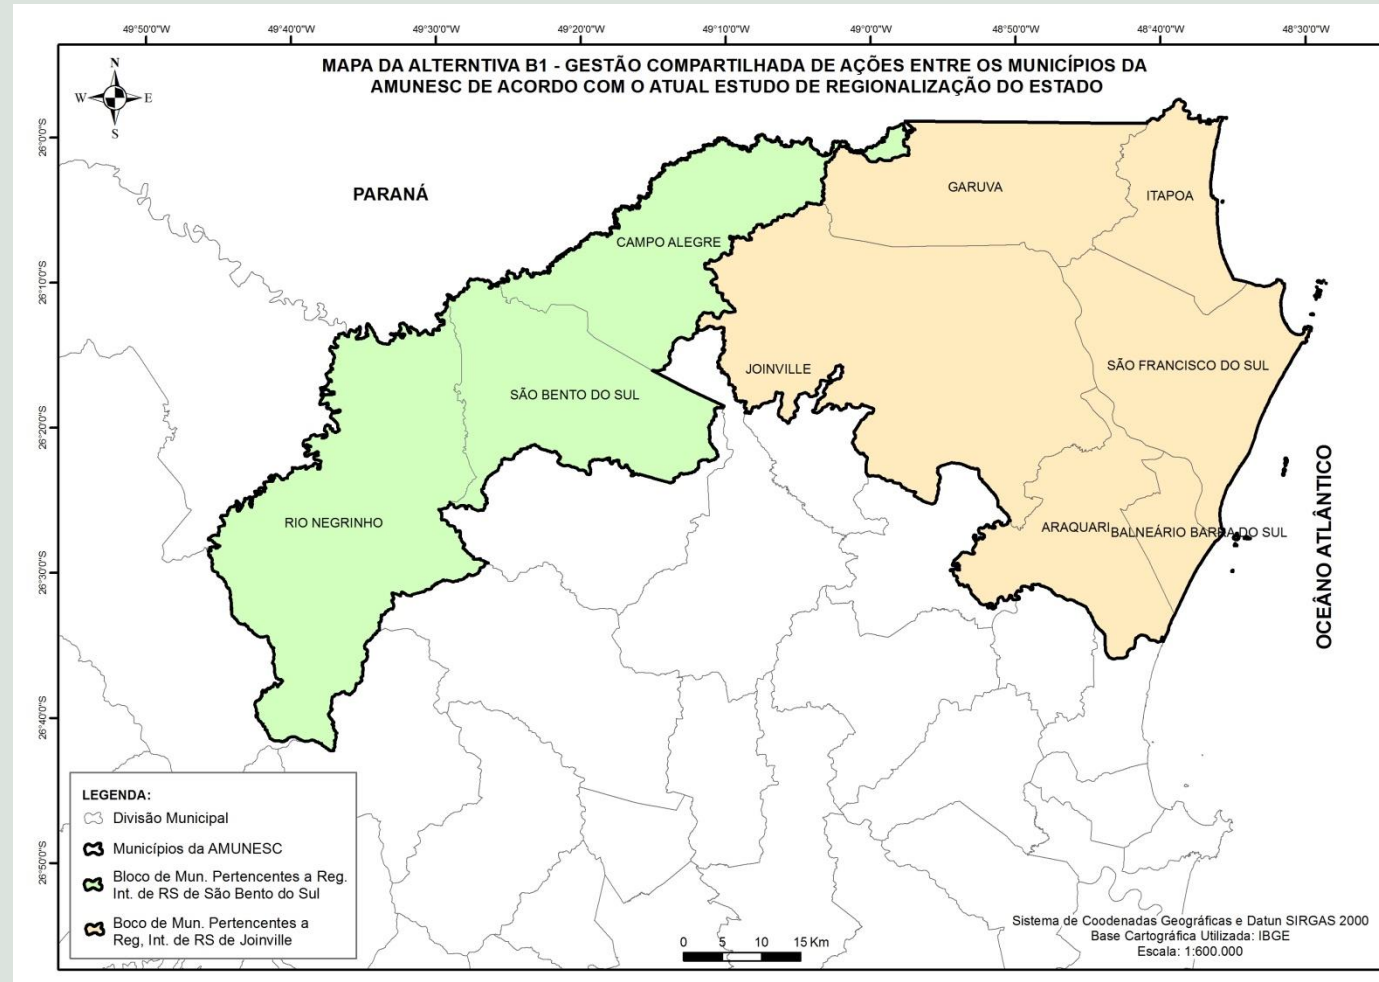 49°50'0"W 49°40'0"W 49°30'0"W 49°20'0"W 49°10'0"W 49°0'0"W 48°50'0"W 48°40'0"W 48°30'0"W
MAPA DA ALTERNTIVA B1 - GESTÃO COMPARTILHADA DE AÇÕES ENTRE OS MUNICÍPIOS DA
AMUNESC DE ACORDO COM O ATUAL ESTUDO DE REGIONALIZAÇÃO DO ESTADO
N
W E
S
26°0'0"S
26°10'0"S
26°20'0"S
26°30'0"S
26°40'0"S
26°50'0"S
PARANÁ
GARUVA
ITAPOA
CAMPO ALEGRE
JOINVILLE
SÃO FRANCISCO DO SUL
SÃO BENTO DO SUL
RIO NEGRINHO
ARAQUARI
BALNEÁRIO BARRA DO SUL
OCEÂNO ATLÂNTICO
LEGENDA:
Divisão Municipal
Municípios da AMUNESC
Bloco de Mun. Pertencentes a Reg.
Int. de RS de São Bento do Sul
Boco de Mun. Pertencentes a
Reg, Int. de RS de Joinville
0 5 10 15 Km
Sistema de Coodenadas Geográficas e Datun SIRGAS 2000
Base Cartográfica Utilizada: IBGE
Escala: 1:600.000